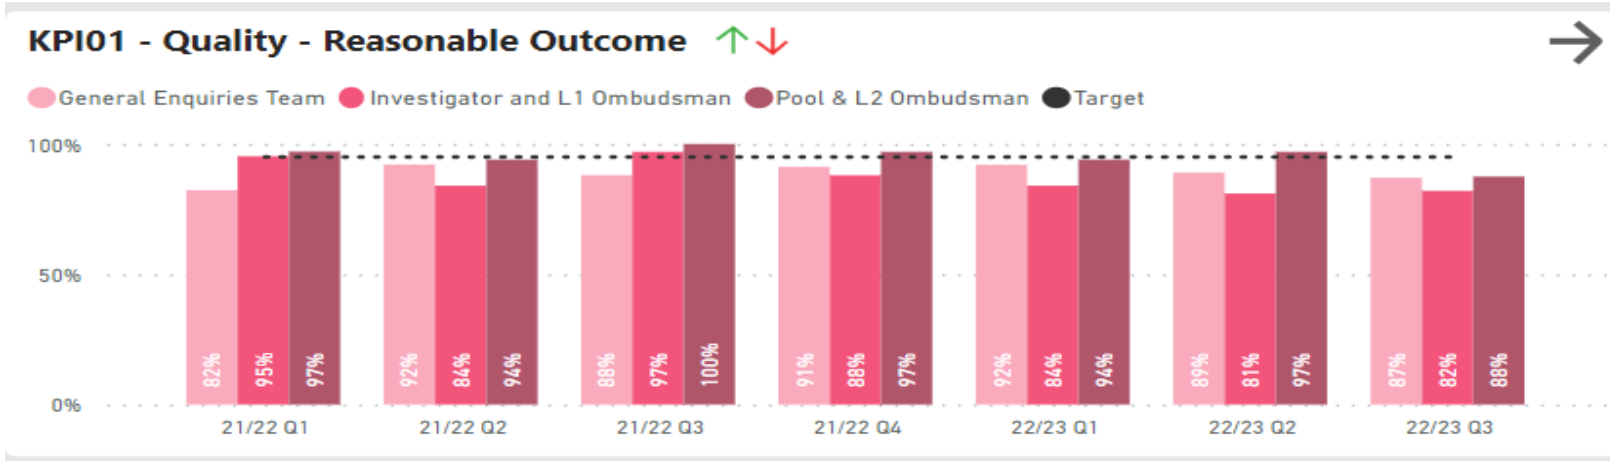 KPI01 - Quality - Reasonable Outcome
General Enquiries Team Investigator and L1 Ombudsman Pool & L2 Ombudsman Target
100%
50%
0%
82% 95% 97% 92% 84% 94% 88% 97% 100% 91% 88% 97% 92% 84% 94% 89% 81% 97% 87% 82% 88%
21/22 Q1 21/22 Q2 21/22 Q3 21/22 Q4 22/23 Q1 22/23 Q2 22/23 Q3